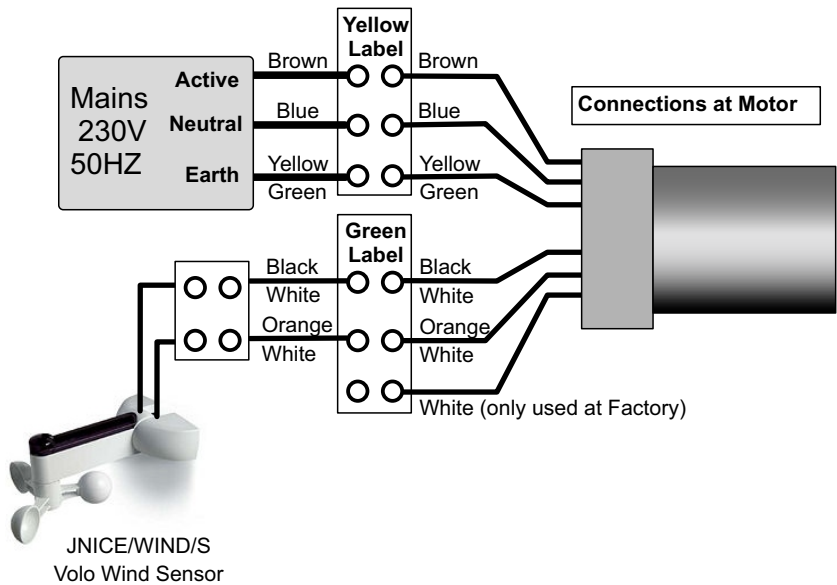 Yellow
Label
Mains
230V
50HZ
Active
Neutral
Earth
Brown
Blue
Yellow
Green
Brown
Blue
Yellow
Green
Connections at Motor
Green
Label
Black
White
Orange
White
Black
White
Orange
White
White (only used at Factory)
JNICE/WIND/S
Volo Wind Sensor